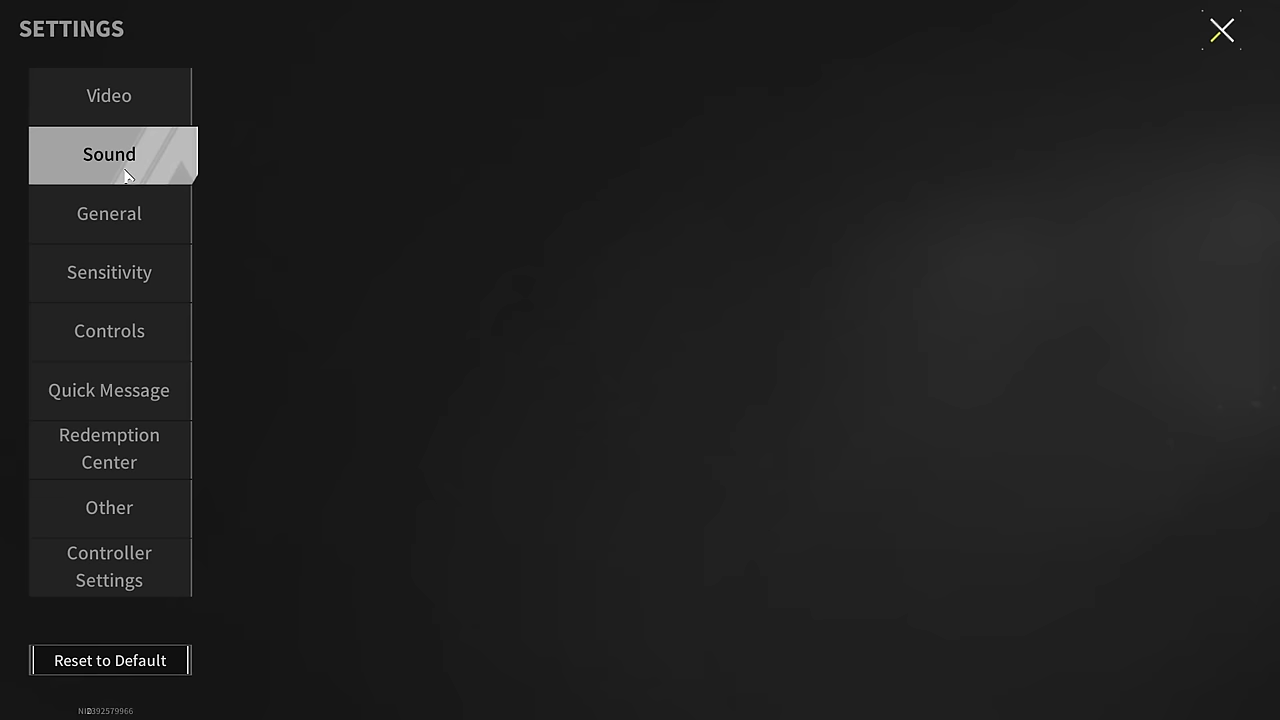 SETTINGS
Video
Sound
General
Sensitivity
Controls
Quick Message
Redemption
Center
Other
Controller
Settings
Reset to Default